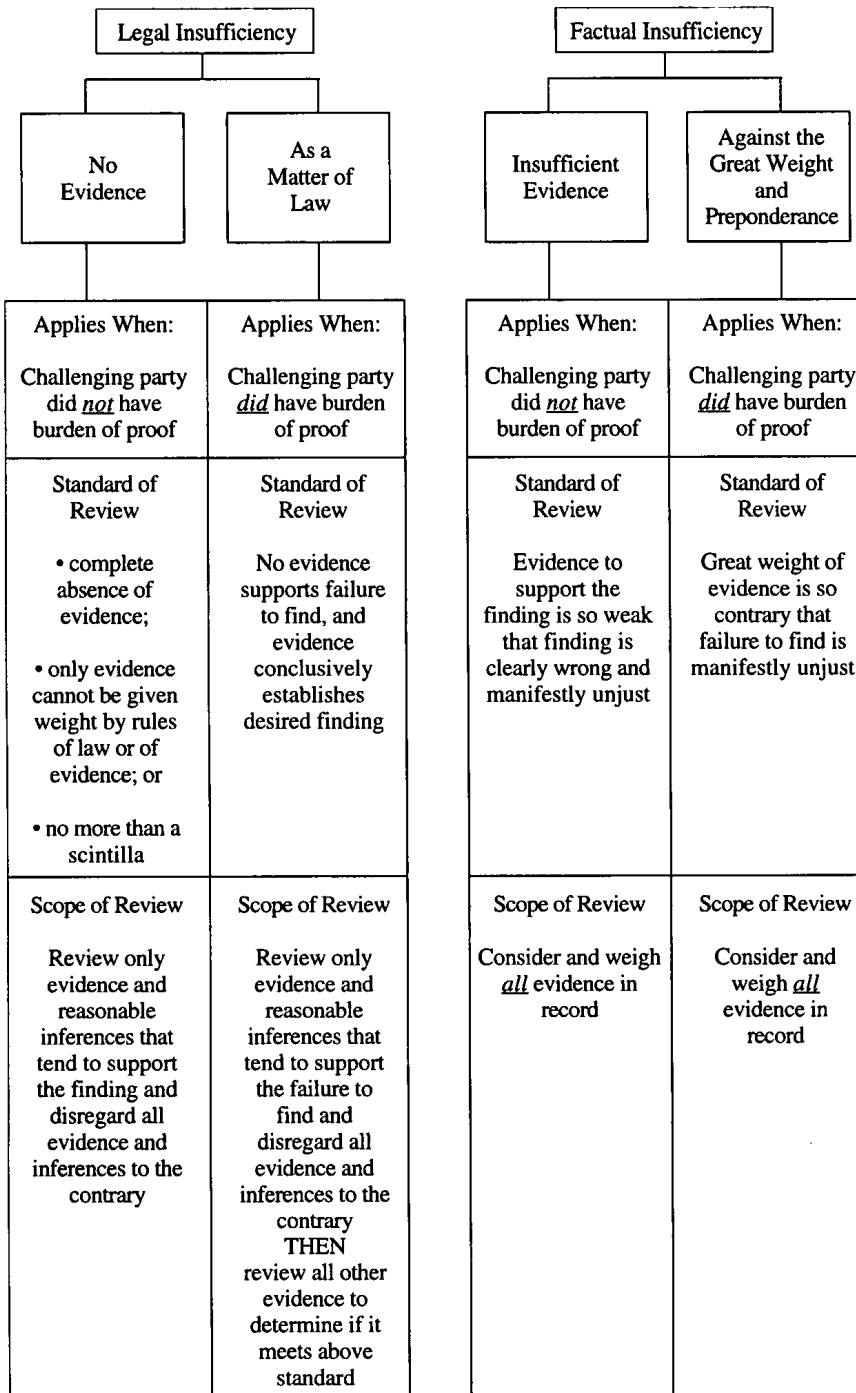 Legal Insufficiency
No
Evidence
As a
Matter of
Law
Applies When:
Challenging party
did not have
burden of proof
Applies When:
Challenging party
did have burden
of proof
Standard of
Review
• complete
absence of
evidence;
• only evidence
cannot be given
weight by rules
of law or of
evidence; or
• no more than a
scintilla
Standard of
Review
No evidence
supports failure
to find, and
evidence
conclusively
establishes
desired finding
Scope of Review
Review only
evidence and
reasonable
inferences that
tend to support
the finding and
disregard all
evidence and
inferences to the
contrary
Scope of Review
Review only
evidence and
reasonable
inferences that
tend to support
the failure to
find and
disregard all
evidence and
inferences to the
contrary
THEN
review all other
evidence to
determine if it
meets above
standard
Factual Insufficiency
Insufficient
Evidence
Against the
Great Weight
and
Preponderance
Applies When:
Challenging party
did not have
burden of proof
Applies When:
Challenging party
did have burden
of proof
Standard of
Review
Evidence to
support the
finding is so weak
that finding is
clearly wrong and
manifestly unjust
Standard of
Review
Great weight of
evidence is so
contrary that
failure to find is
manifestly unjust
Scope of Review
Consider and weigh
all evidence in
record
Scope of Review
Consider and
weigh all
evidence in
record